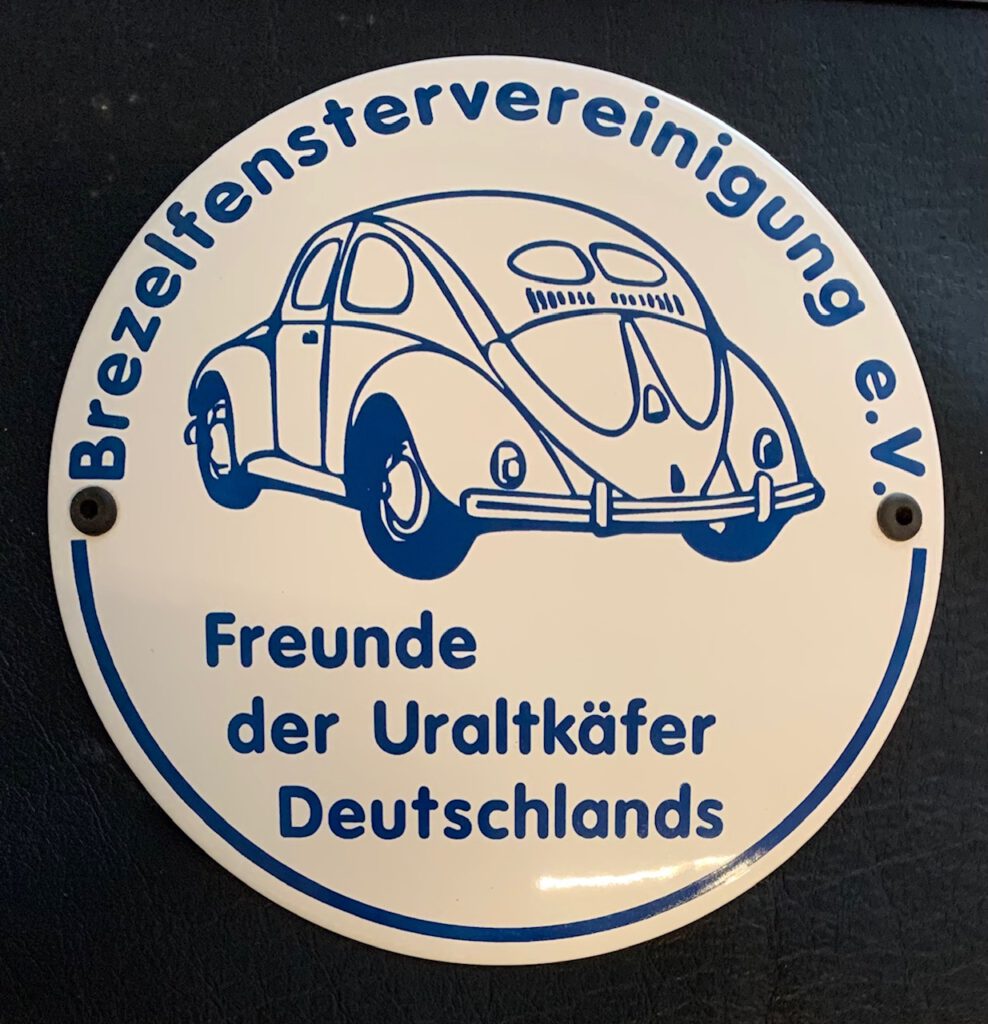 Brezelfenstervereinigung e.V.
Freunde
der Uraltkäfer
Deutschlands